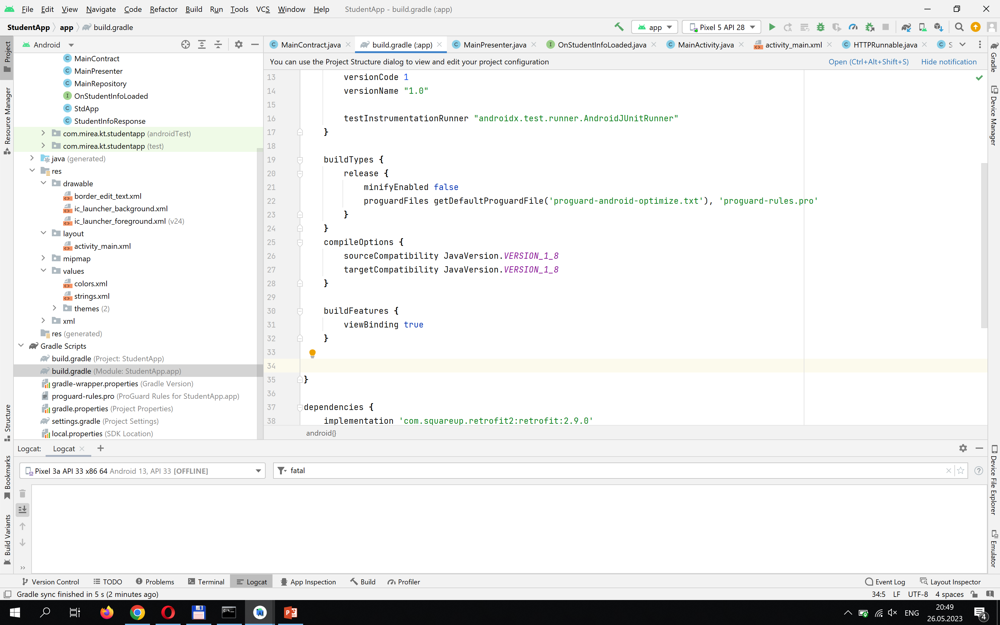 File Edit View Navigate Code Refactor Build Run Tools VCS Window Help StudentApp - build.gradle (:app)
StudentApp app build.gradle app Pixel 5 API 28
Project
Resource Manager
Structure
Bookmarks
Build Variants
Android
MainContract
MainPresenter
MainRepository
OnStudentInfoLoaded
StdApp
StudentInfoResponse
com.mirea.kt.studentapp (androidTest)
com.mirea.kt.studentapp (test)
java (generated)
res
drawable
border_edit_text.xml
ic_launcher_background.xml
ic_launcher_foreground.xml (v24)
layout
activity_main.xml
mipmap
values
colors.xml
strings.xml
themes (2)
xml
res (generated)
Gradle Scripts
build.gradle (Project: StudentApp)
build.gradle (Module: StudentApp.app)
gradle-wrapper.properties (Gradle Version)
proguard-rules.pro (ProGuard Rules for StudentApp.app)
gradle.properties (Project Properties)
settings.gradle (Project Settings)
local.properties (SDK Location)
MainContract.java build.gradle (:app) MainPresenter.java OnStudentInfoLoaded.java MainActivity.java activity_main.xml HTTPRunnable.java S
You can use the Project Structure dialog to view and edit your project configuration Open (Ctrl+Alt+Shift+S) Hide notification
13 versionCode 1
14 versionName "1.0"
15
16 testInstrumentationRunner "androidx.test.runner.AndroidJUnitRunner"
17 }
18
19 buildTypes {
20 release {
21 minifyEnabled false
22 proguardFiles getDefaultProguardFile('proguard-android-optimize.txt'), 'proguard-rules.pro'
23 }
24 }
25 compileOptions {
26 sourceCompatibility JavaVersion.VERSION_1_8
27 targetCompatibility JavaVersion.VERSION_1_8
28 }
29
30 buildFeatures {
31 viewBinding true
32 }
33
34
35 }
36
37 dependencies {
38 implementation 'com.squareup.retrofit2:retrofit:2.9.0'
android{}
Gradle
Device Manager
Device File Explorer
Emulator
Logcat: Logcat
Pixel 3a API 33 x86 64 Android 13, API 33 [OFFLINE] fatal
Version Control TODO Problems Terminal Logcat App Inspection Build Profiler Event Log Layout Inspector
Gradle sync finished in 5 s (2 minutes ago) 34:5 LF UTF-8 4 spaces
ENG 20:49
26.05.2023 4